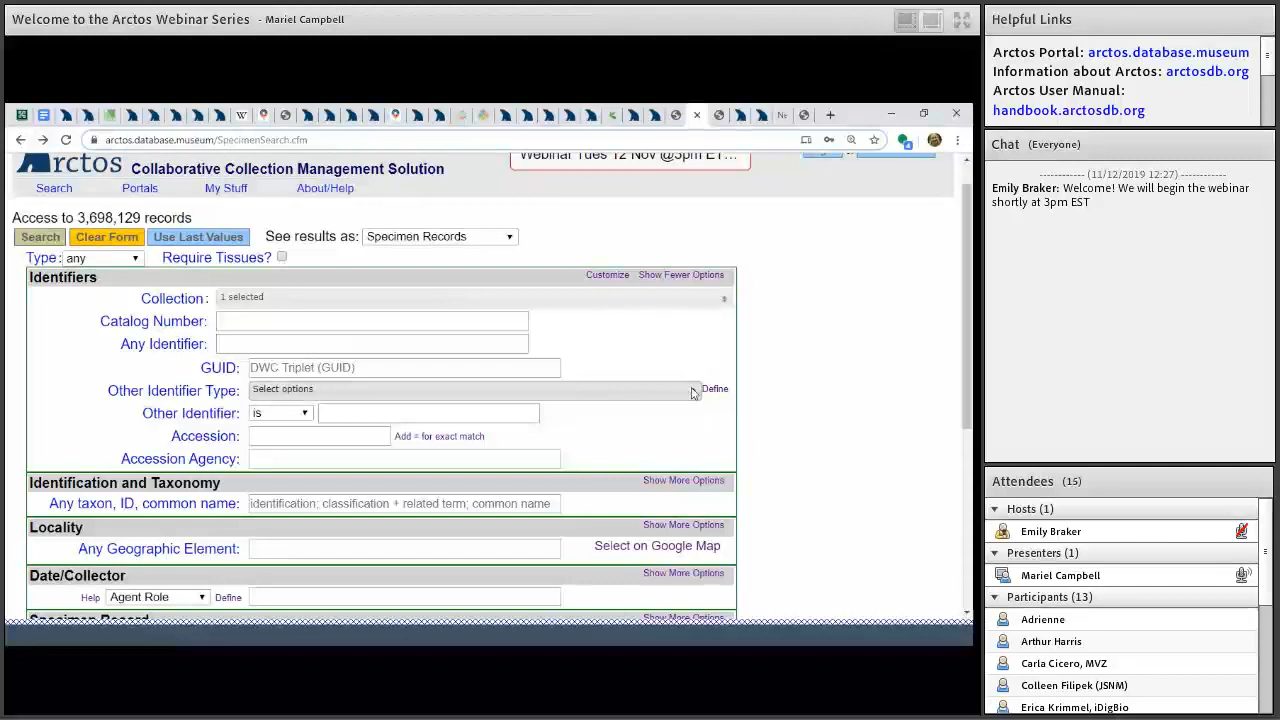 Welcome to the Arctos Webinar Series - Mariel Campbell
arctos.database.museum/SpecimenSearch.cfm
Arctos Collaborative Collection Management Solution
Webinar Tues 12 Nov @3pm ET…
Search Portals My Stuff About/Help
Access to 3,698,129 records
Search Clear Form Use Last Values See results as: Specimen Records
Type: any Require Tissues?
Identifiers Customize Show Fewer Options
Collection: 1 selected
Catalog Number:
Any Identifier:
GUID: DWC Triplet (GUID)
Other Identifier Type: Select options Define
Other Identifier: is
Accession: Add = for exact match
Accession Agency:
Identification and Taxonomy Show More Options
Any taxon, ID, common name: identification; classification + related term; common name
Locality Show More Options
Any Geographic Element: Select on Google Map
Date/Collector Show More Options
Help Agent Role Define
Specimen Record Show More Options
Helpful Links
Arctos Portal: arctos.database.museum
Information about Arctos: arctosdb.org
Arctos User Manual:
handbook.arctosdb.org
Chat (Everyone)
------------ (11/12/2019 12:27) ------------
Emily Braker: Welcome! We will begin the webinar
shortly at 3pm EST
Attendees (15)
Hosts (1)
Emily Braker
Presenters (1)
Mariel Campbell
Participants (13)
Adrienne
Arthur Harris
Carla Cicero, MVZ
Colleen Filipek (JSNM)
Erica Krimmel, iDigBio